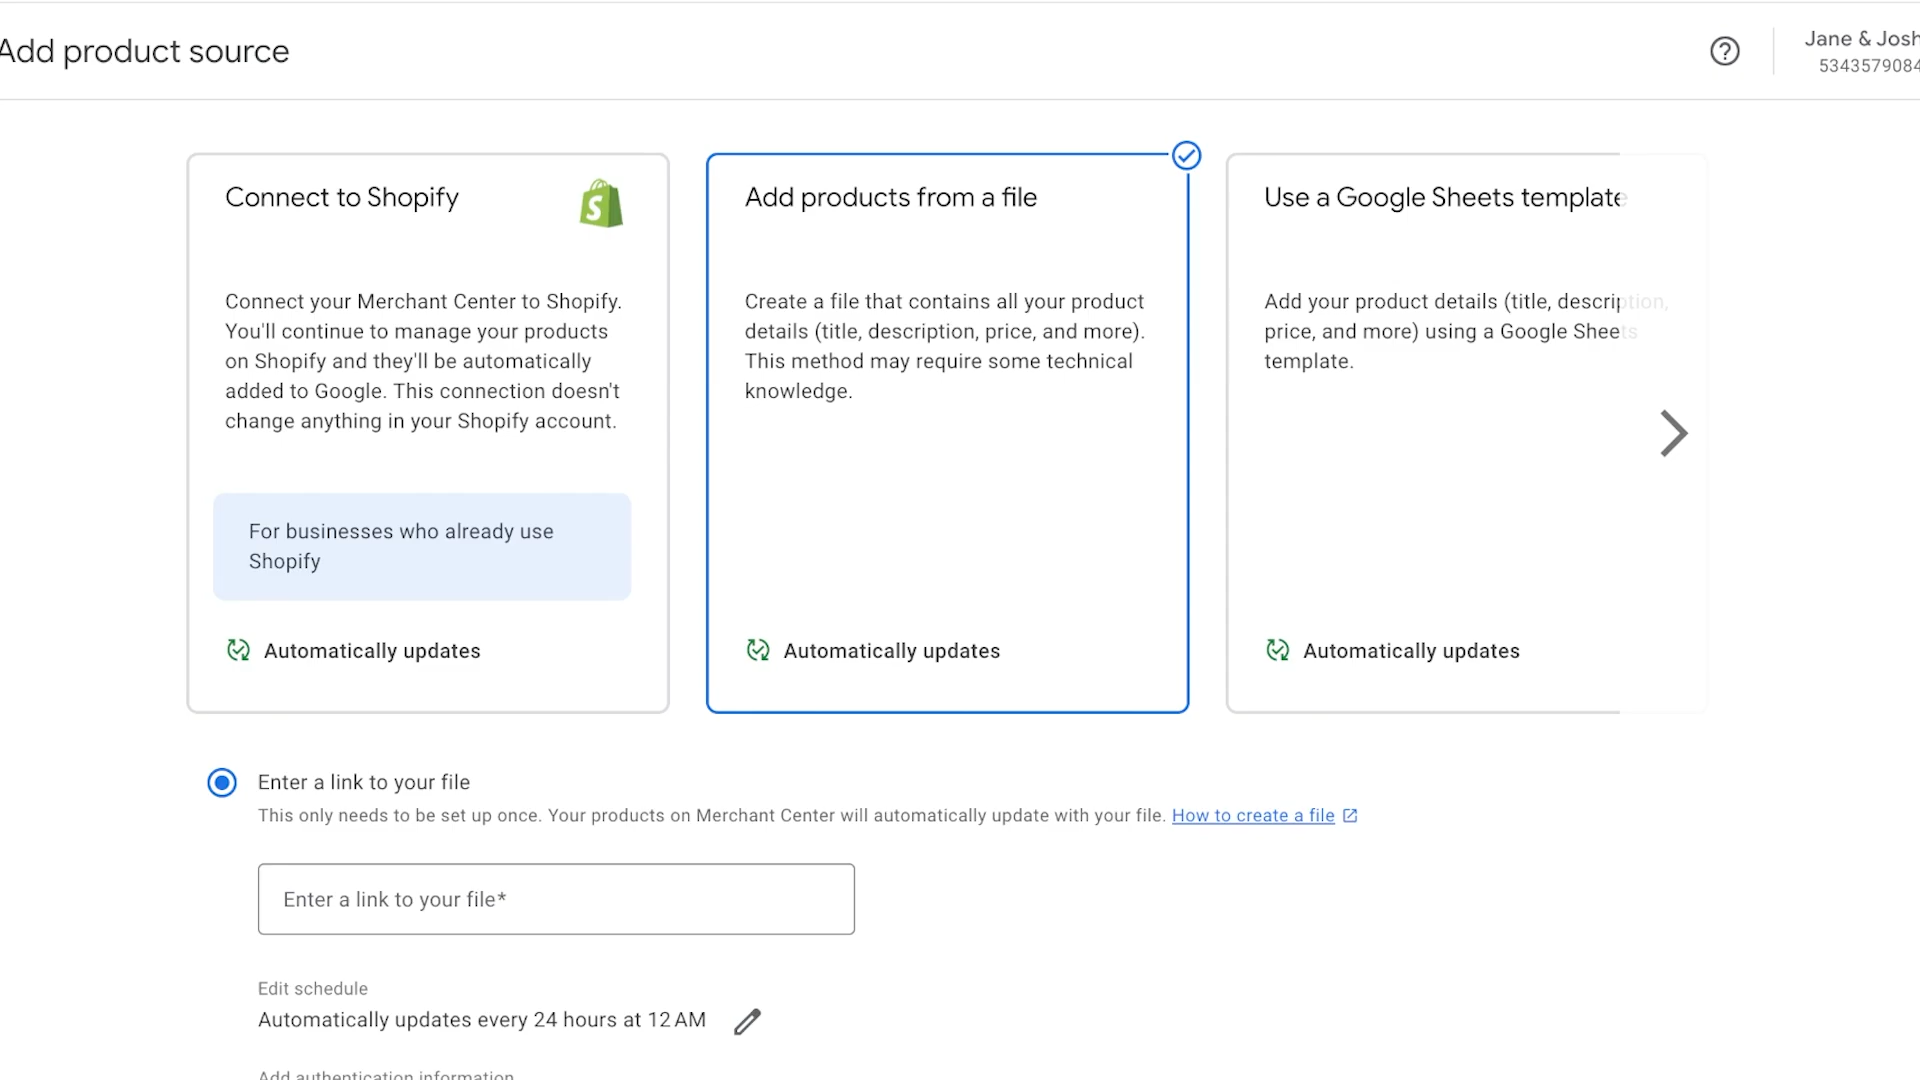 Add product source
Jane & Josh
5343579084
Connect to Shopify
Connect your Merchant Center to Shopify.
You'll continue to manage your products
on Shopify and they'll be automatically
added to Google. This connection doesn't
change anything in your Shopify account.
For businesses who already use
Shopify
Automatically updates
Add products from a file
Create a file that contains all your product
details (title, description, price, and more).
This method may require some technical
knowledge.
Automatically updates
Use a Google Sheets template
Add your product details (title, description,
price, and more) using a Google Sheets
template.
Automatically updates
Enter a link to your file
This only needs to be set up once. Your products on Merchant Center will automatically update with your file. How to create a file
Enter a link to your file*
Edit schedule
Automatically updates every 24 hours at 12 AM
Add authentication information